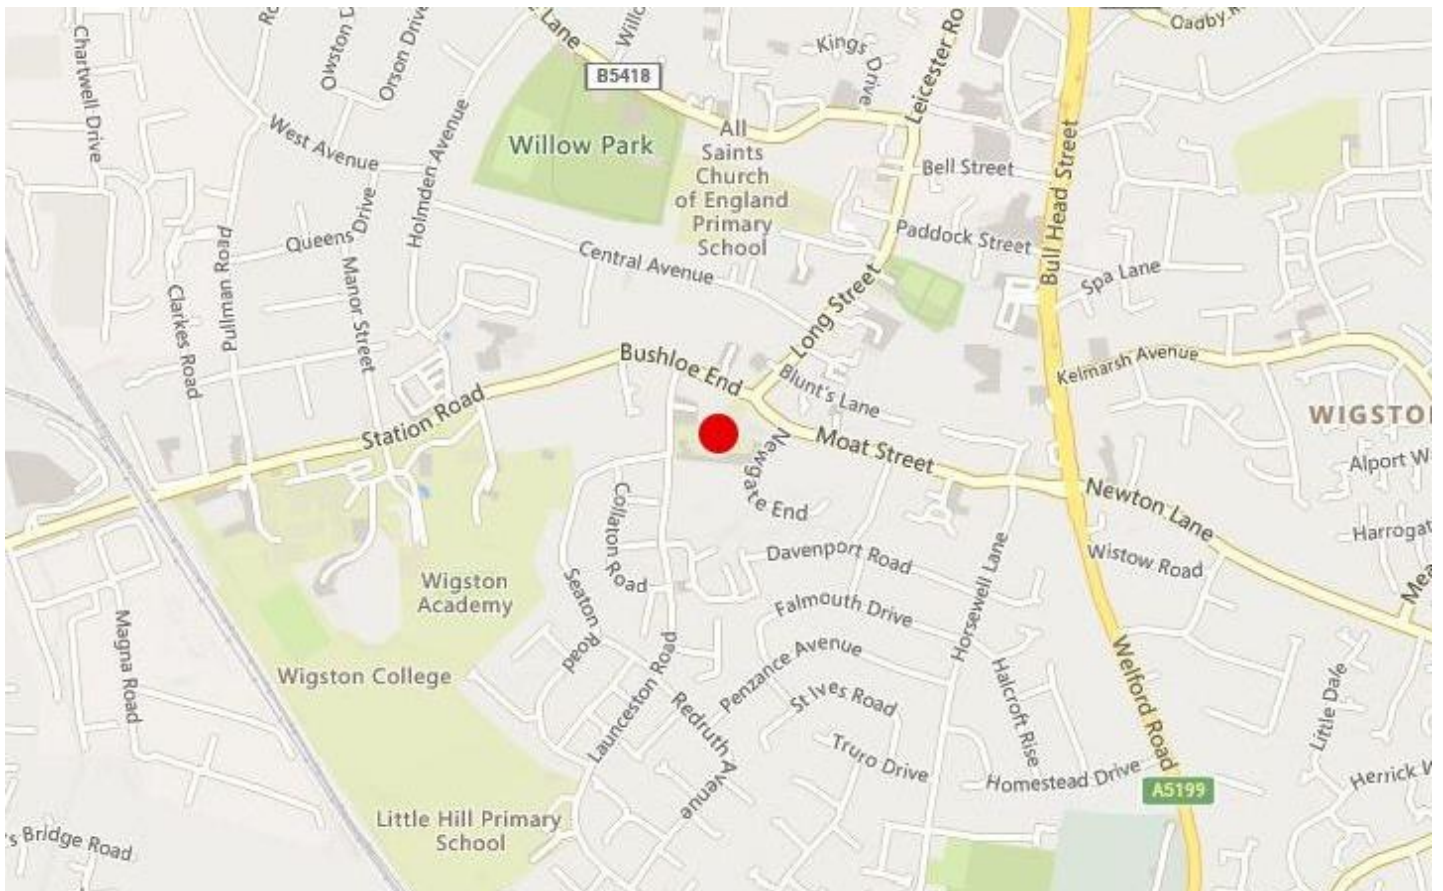 Chartwell Drive
Owston D
Orson Drive
Lane
B5418
Kings Drive
Leicester Ro
Oadby R
West Avenue
Holmden Avenue
Willow Park
All
Saints
Church
of England
Primary
School
Bell Street
Bull Head Street
Paddock Street
Queens Drive
Pullman Road
Clarkes Road
Manor Street
Central Avenue
Spa Lane
Long Street
Bushloe End
Blunt's Lane
Kelmarsh Avenue
Station Road
WIGSTO
Moat Street
Newgate End
Alport W
Newton Lane
Harrogat
Collaton Road
Davenport Road
Wistow Road
Mea
Wigston
Academy
Seaton Road
Falmouth Drive
Horsewell Lane
Magna Road
Wigston College
Penzance Avenue
Launceston Road
Redruth Avenue
St Ives Road
Halcroft Rise
Welford Road
Little Dale
Truro Drive
Homestead Drive
A5199
Herrick W
Little Hill Primary
School
s Bridge Road